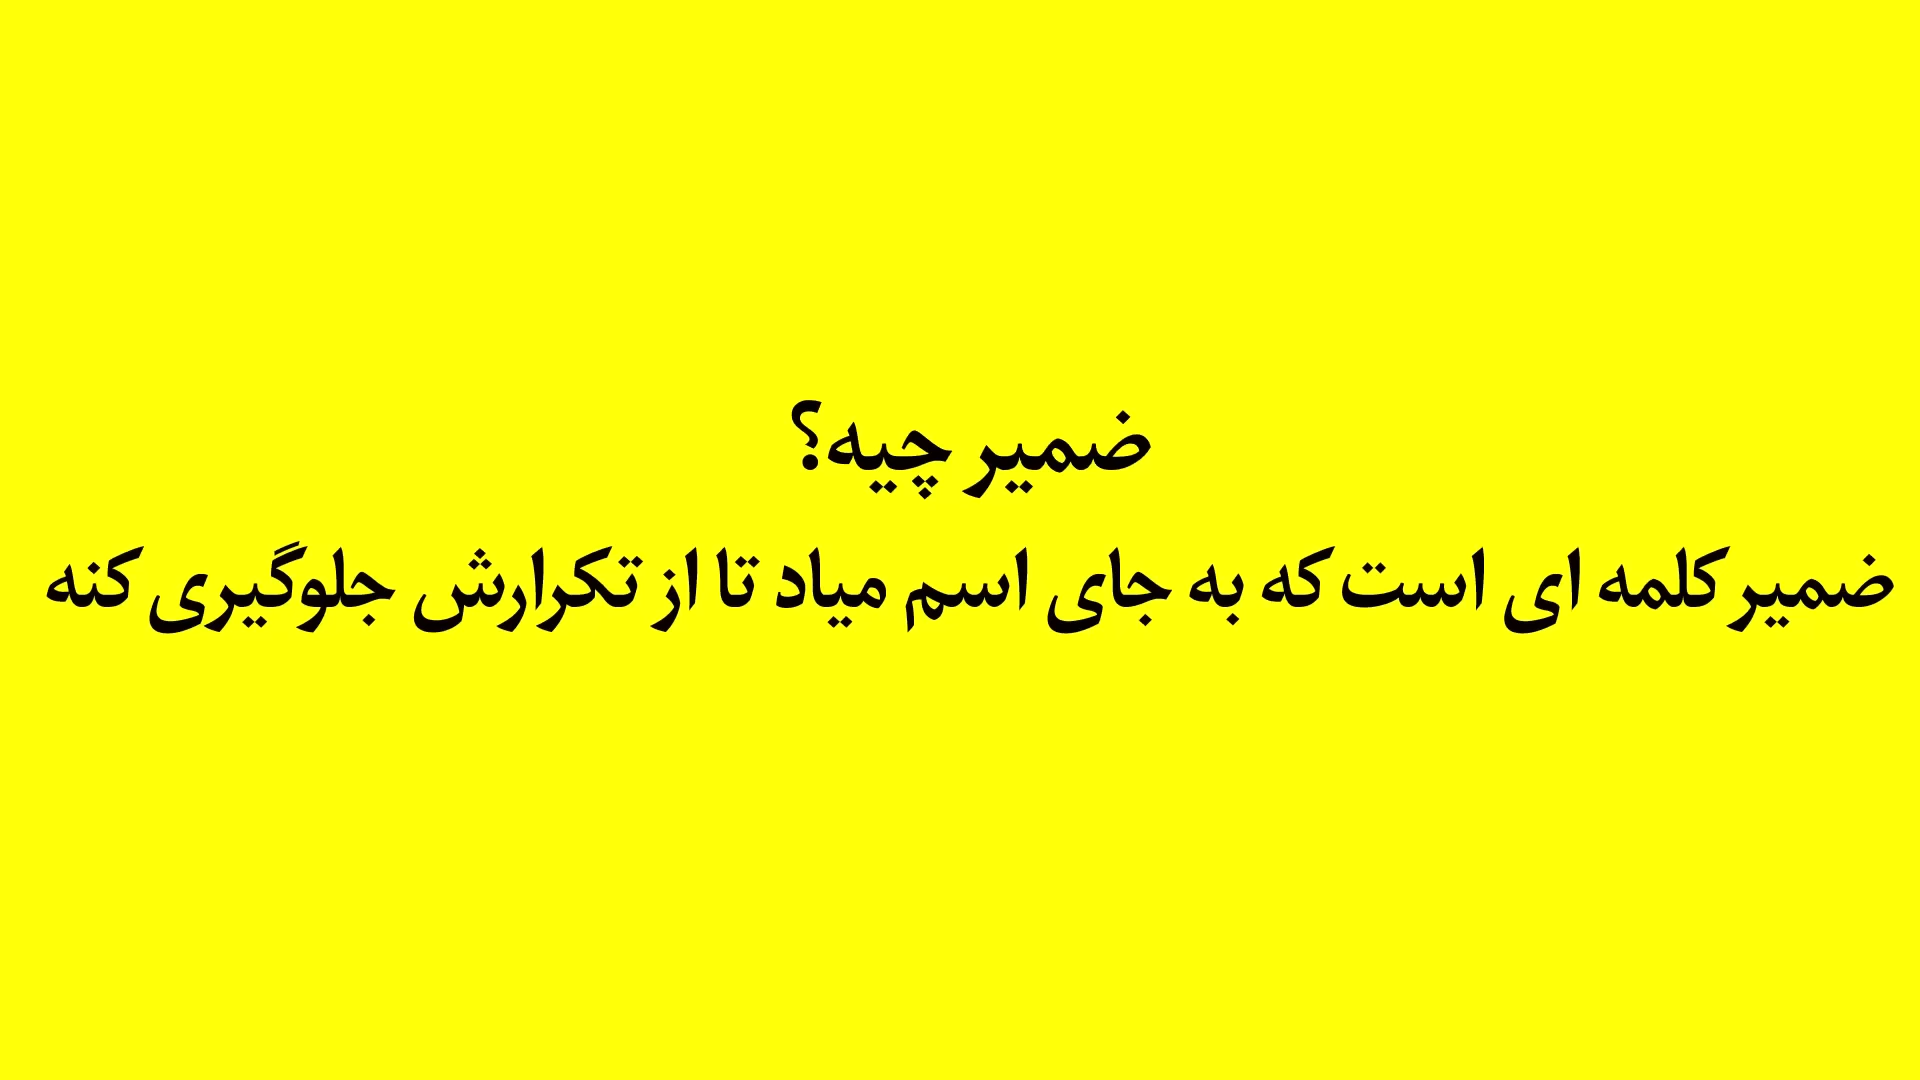 ضمیر چیه؟
ضمیر کلمه ای است که به جای اسم میاد تا از تکرارش جلوگیری کنه